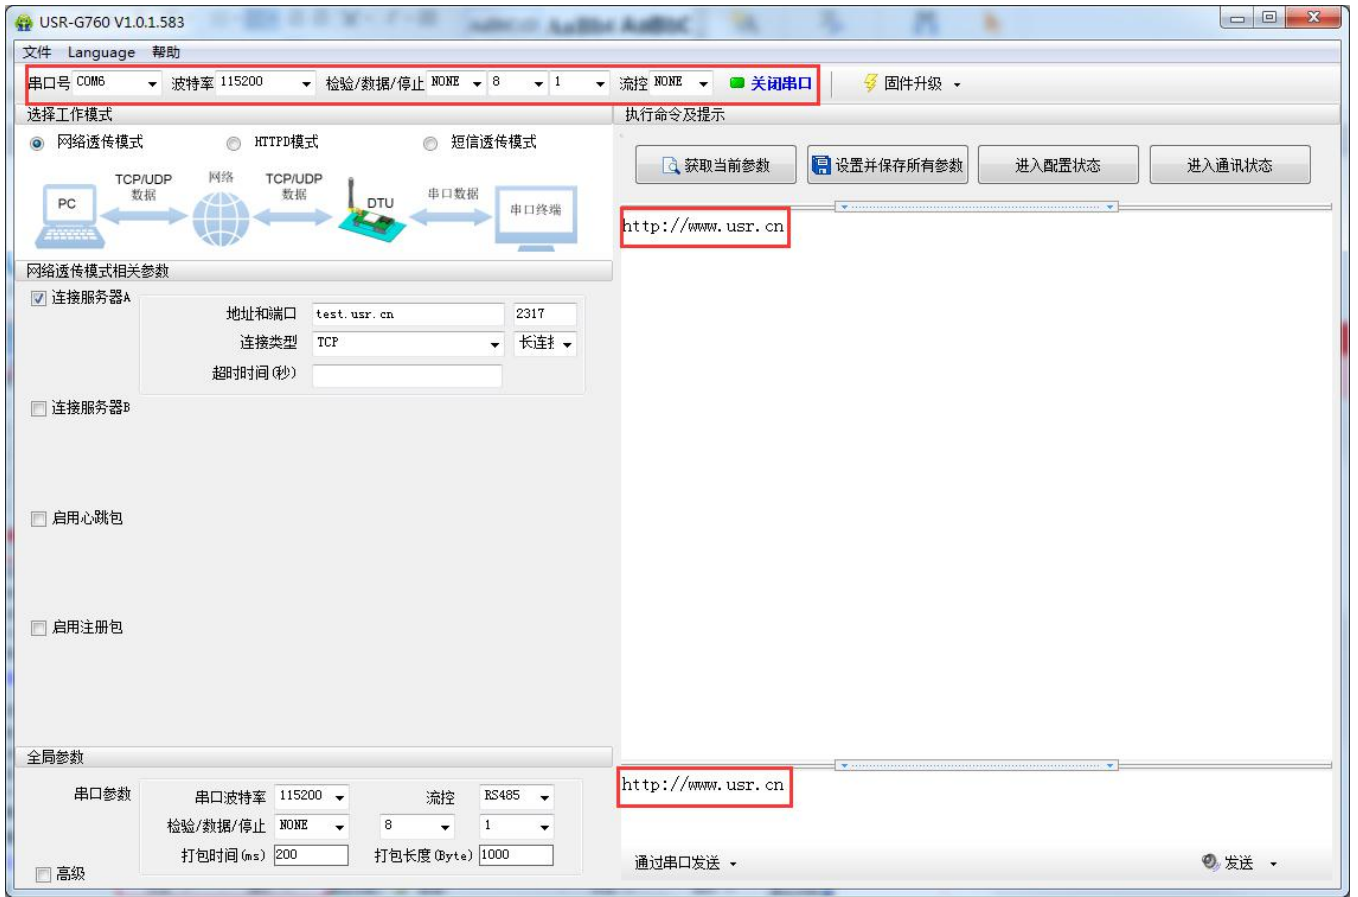 USR-G760 V1.0.1.583
文件 Language 帮助
串口号 COM6 波特率 115200 检验/数据/停止 NONE 8 1 流控 NONE 关闭串口 固件升级
选择工作模式
网络透传模式 HTTPD模式 短信透传模式
TCP/UDP 网络 TCP/UDP
数据 数据 串口数据
PC DTU 串口终端
网络透传模式相关参数
连接服务器A
地址和端口 test.usr.cn 2317
连接类型 TCP 长连接
超时时间(秒)
连接服务器B
启用心跳包
启用注册包
全局参数
串口参数 串口波特率 115200 流控 RS485
检验/数据/停止 NONE 8 1
打包时间(ms) 200 打包长度(Byte) 1000
高级
执行命令及提示
获取当前参数 设置并保存所有参数 进入配置状态 进入通讯状态
http://www.usr.cn
http://www.usr.cn
通过串口发送 发送